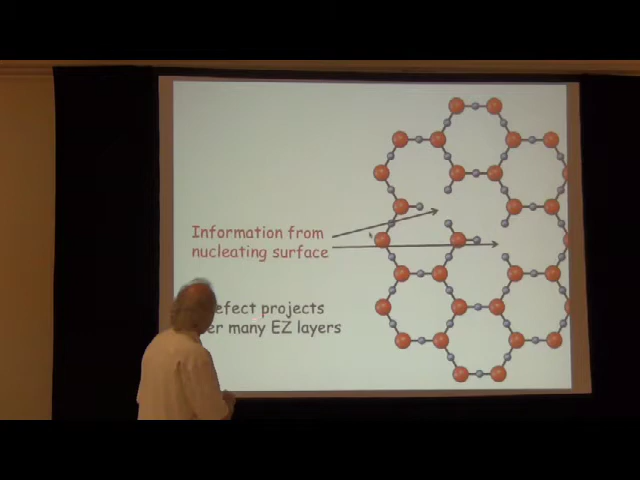 Information from
nucleating surface
efect projects
er many EZ layers